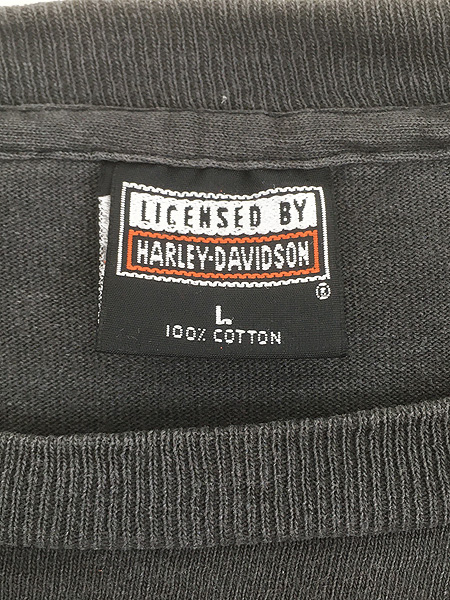 LICENSED BY
HARLEY-DAVIDSON
®
L
100% COTTON